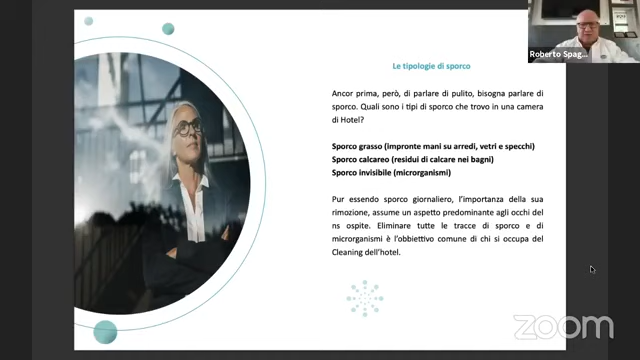 Roberto Spag...
Le tipologie di sporco
Ancor prima, però, di parlare di pulito, bisogna parlare di
sporco. Quali sono i tipi di sporco che trovo in una camera
di Hotel?
Sporco grasso (impronte mani su arredi, vetri e specchi)
Sporco calcareo (residui di calcare nei bagni)
Sporco invisibile (microrganismi)
Pur essendo sporco giornaliero, l'importanza della sua
rimozione, assume un aspetto predominante agli occhi del
ns ospite. Eliminare tutte le tracce di sporco e di
microrganismi è l'obbiettivo comune di chi si occupa del
Cleaning dell'hotel.
zoom